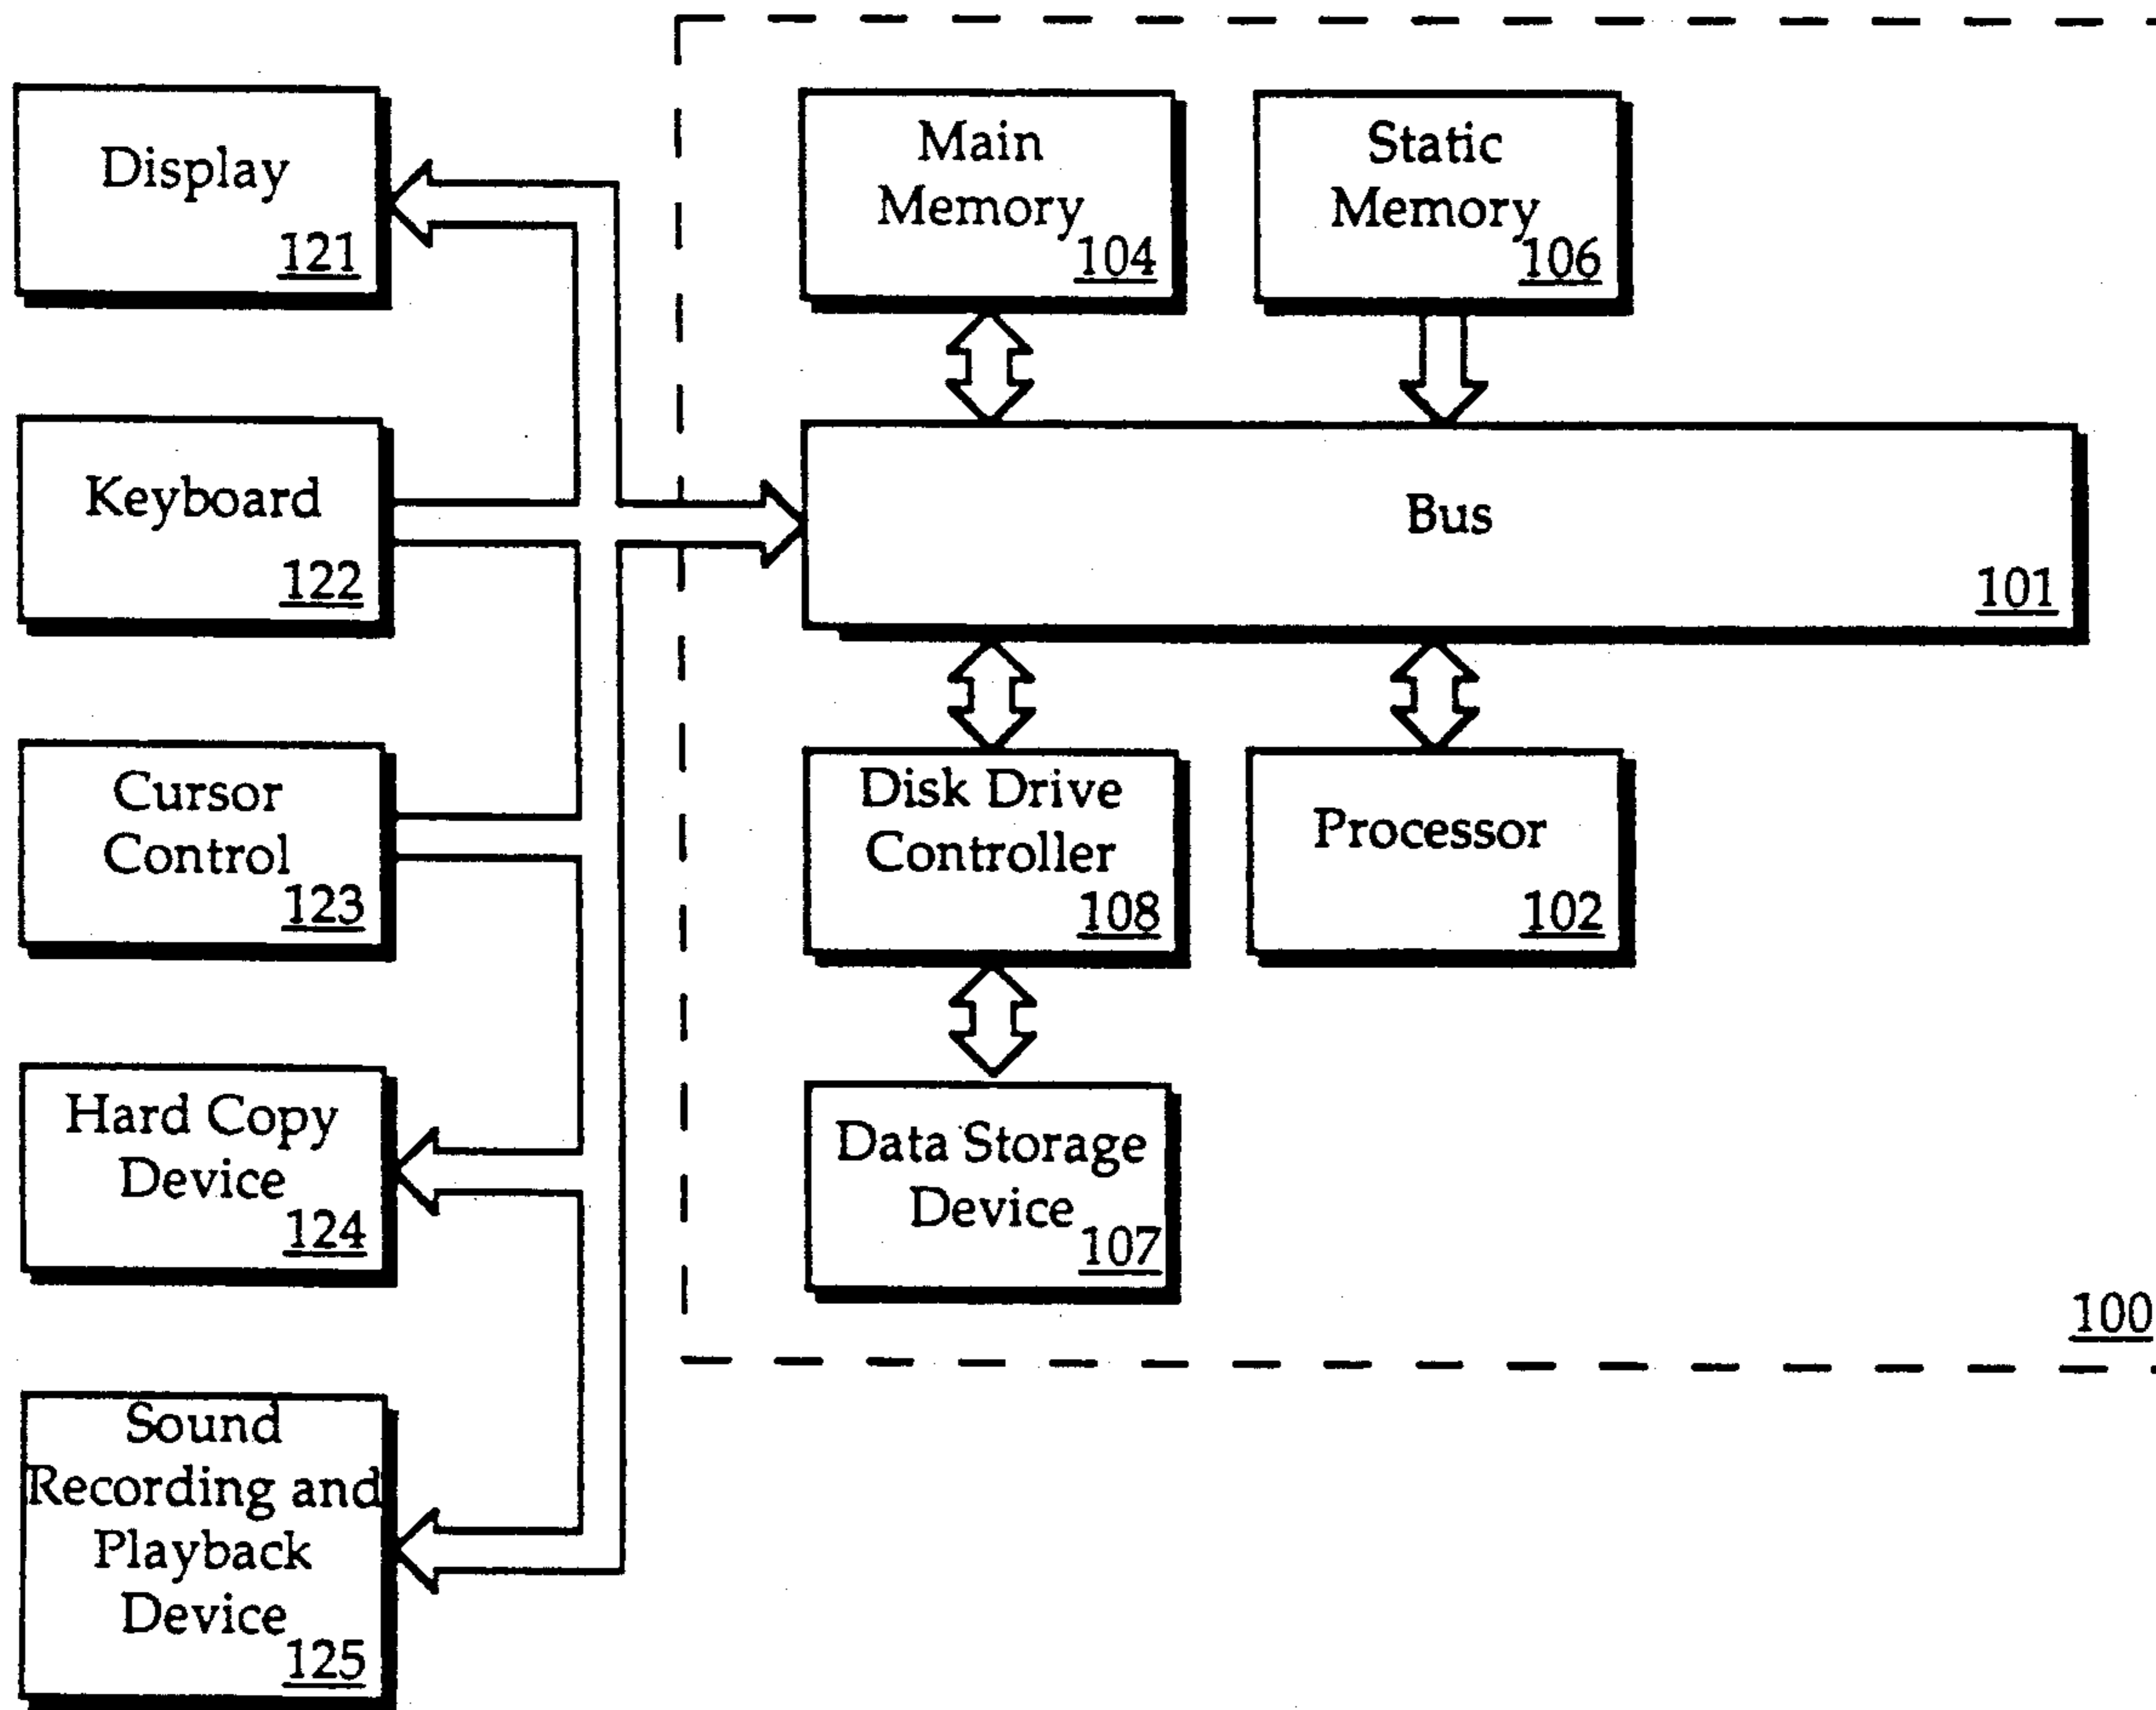 Display
121
Keyboard
122
Cursor
Control
123
Hard Copy
Device
124
Sound
Recording and
Playback
Device
125
Main
Memory
104
Static
Memory
106
Bus
101
Disk Drive
Controller
108
Processor
102
Data Storage
Device
107
100